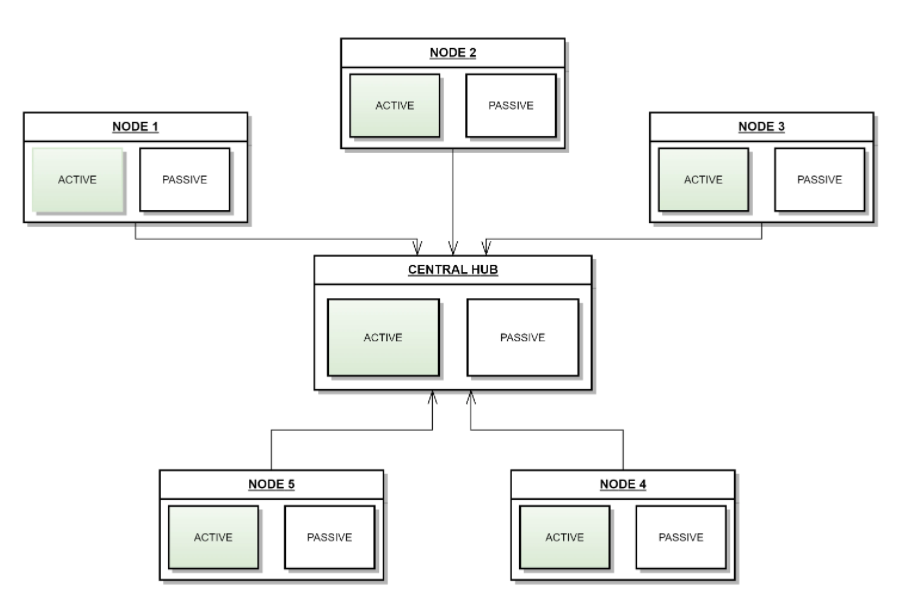 NODE 2
ACTIVE PASSIVE
NODE 1
ACTIVE PASSIVE
NODE 3
ACTIVE PASSIVE
CENTRAL HUB
ACTIVE PASSIVE
NODE 5
ACTIVE PASSIVE
NODE 4
ACTIVE PASSIVE